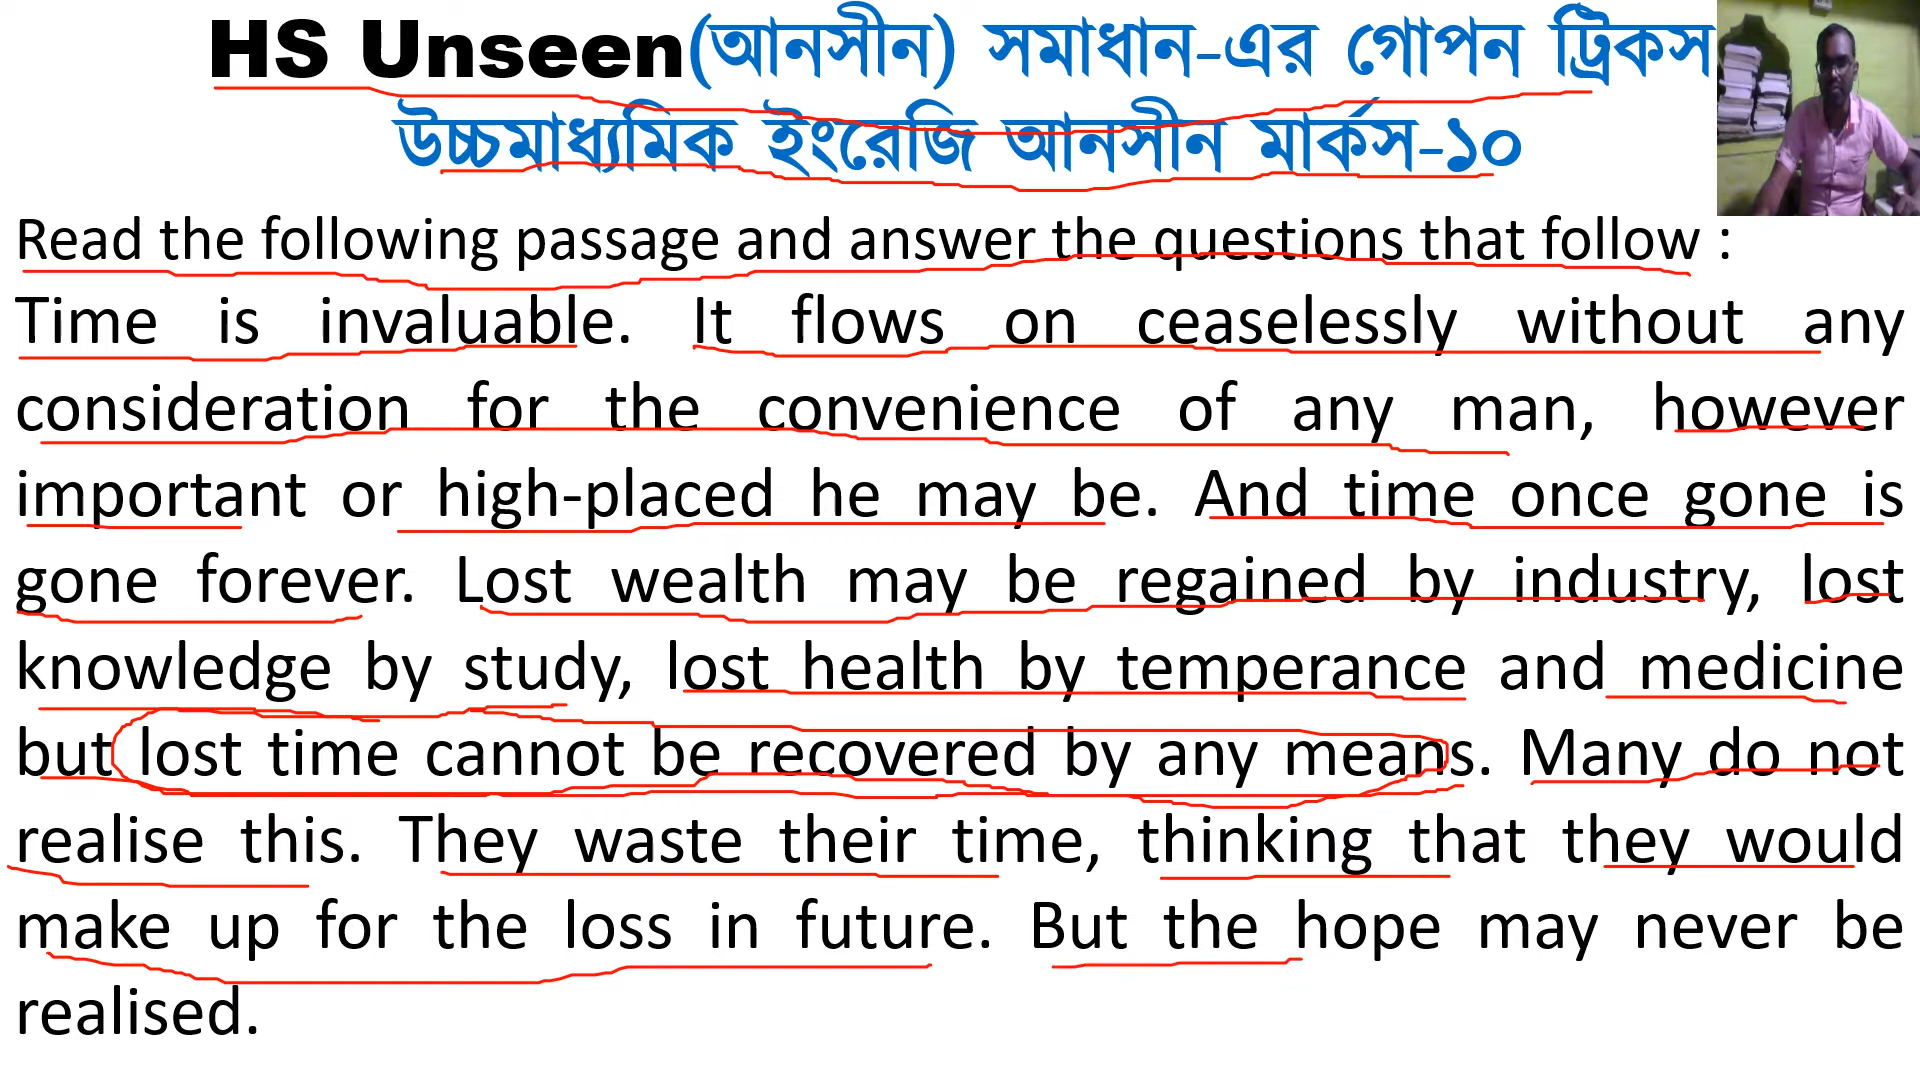 HS Unseen(আনসীন) সমাধান-এর গোপন ট্রিকস
উচ্চমাধ্যমিক ইংরেজি আনসীন মার্কস-১০
Read the following passage and answer the questions that follow :
Time is invaluable. It flows on ceaselessly without any
consideration for the convenience of any man, however
important or high-placed he may be. And time once gone is
gone forever. Lost wealth may be regained by industry, lost
knowledge by study, lost health by temperance and medicine
but lost time cannot be recovered by any means. Many do not
realise this. They waste their time, thinking that they would
make up for the loss in future. But the hope may never be
realised.